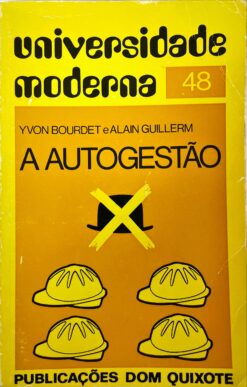 universidade
moderna 48
YVON BOURDET e ALAIN GUILLERM
A AUTOGESTÃO
PUBLICAÇÕES DOM QUIXOTE